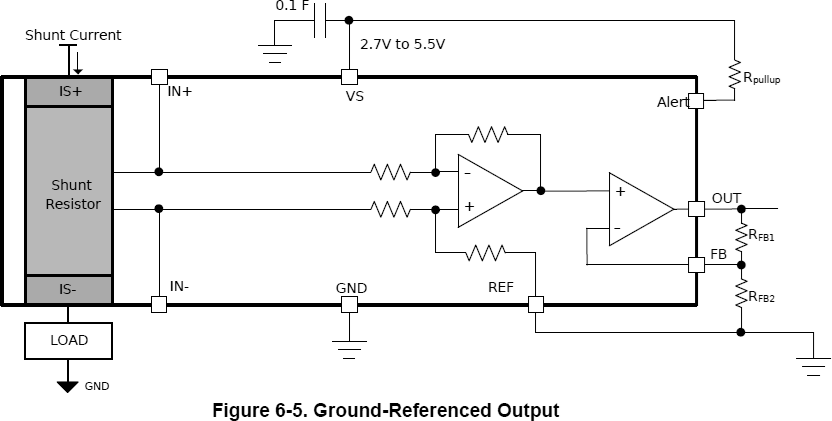 0.1 F
Shunt Current
2.7V to 5.5V
Rpullup
IS+
IN+
VS
Alert
-
+
Shunt
Resistor
+
-
OUT
RFB1
FB
RFB2
IS-
IN-
GND
REF
LOAD
GND
Figure 6-5. Ground-Referenced Output